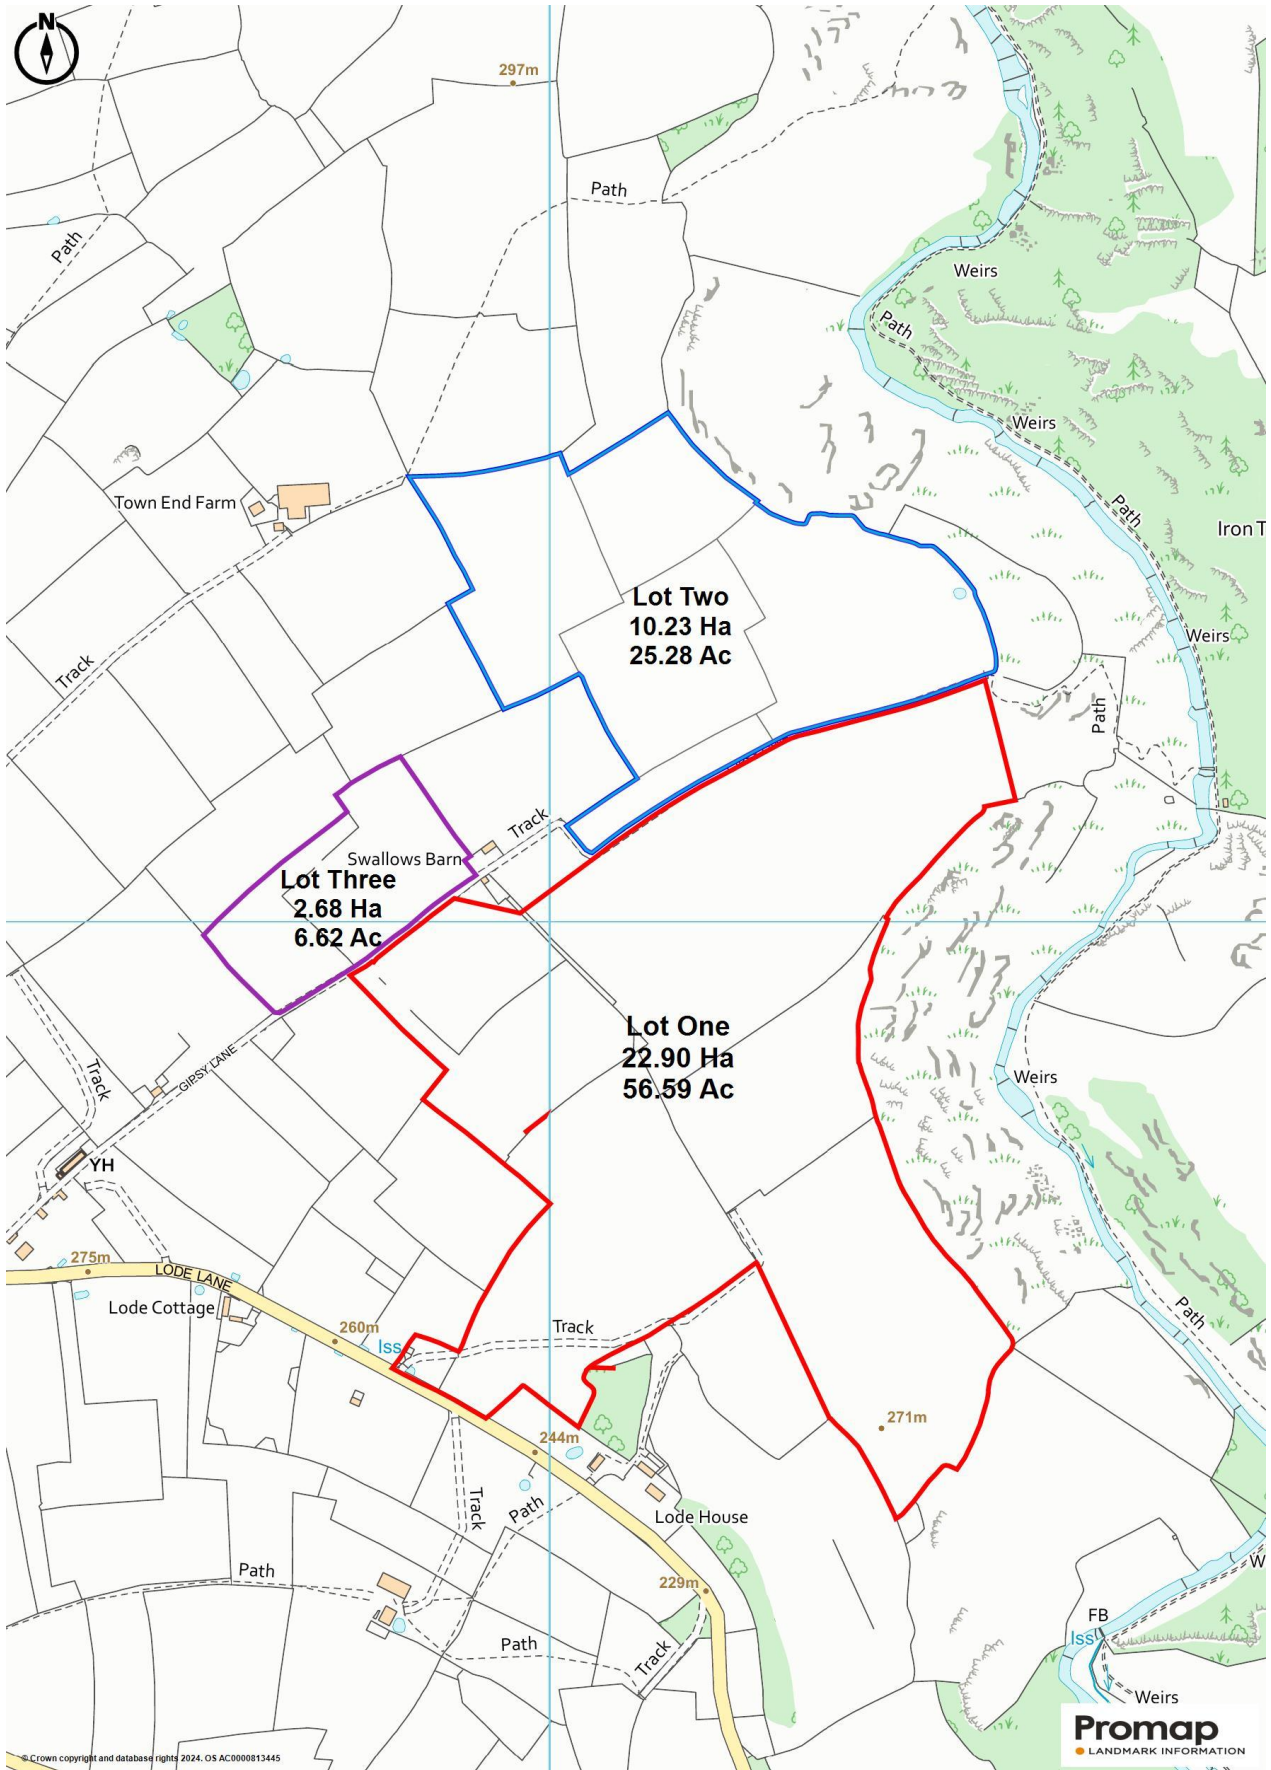 N
297m
Path
Path
Weirs
Path
Weirs
Town End Farm
Path
Iron T
Lot Two
10.23 Ha
25.28 Ac
Weirs
Track
Path
Track
Swallows Barn
Lot Three
2.68 Ha
6.62 Ac
Lot One
22.90 Ha
56.59 Ac
GIPSY LANE
Track
Weirs
YH
275m
LODE LANE
Lode Cottage
260m
Iss
Track
Path
271m
244m
Track
Path
Lode House
W
Path
229m
FB
Iss
Path
Track
Weirs
Promap
LANDMARK INFORMATION
© Crown copyright and database rights 2024. OS AC0000813445